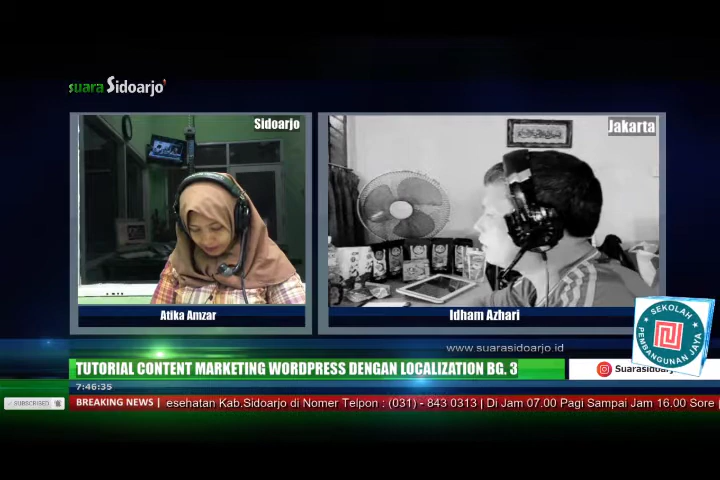 suara Sidoarjo
Sidoarjo
Jakarta
Atika Amzar
Idham Azhari
SEKOLAH
PEMBANGUNAN JAYA
www.suarasidoarjo.id
TUTORIAL CONTENT MARKETING WORDPRESS DENGAN LOCALIZATION BG. 3
Suarasidoarj
7:46:35
SUBSCRIBED
BREAKING NEWS | esehatan Kab.Sidoarjo di Nomer Telpon : (031) - 843 0313 | Di Jam 07.00 Pagi Sampai Jam 16.00 Sore